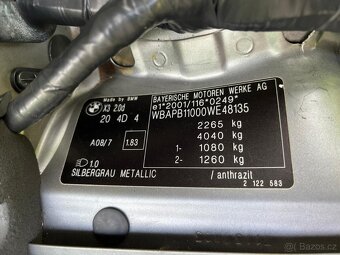 Made by BMW
X3 2.0d
20 4D 4
A08/7 1.83
1.0
SILBERGRAU METALLIC
BAYERISCHE MOTOREN WERKE AG
e1*2001/116*0249*
WBAPB11000WE48135
2265 kg
4040 kg
1- 1080 kg
2- 1260 kg
/ anthrazit
2 122 583
Sbazos.cz